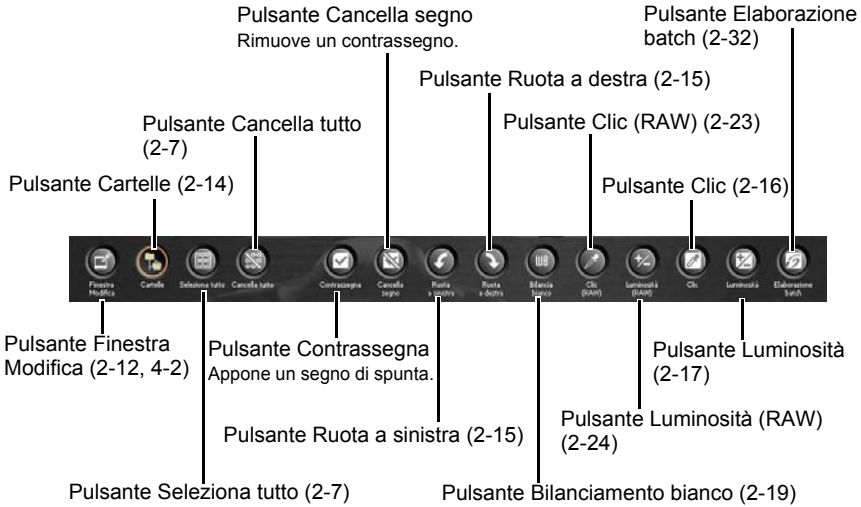 Pulsante Cancella segno
Rimuove un contrassegno.
Pulsante Elaborazione
batch (2-32)
Pulsante Ruota a destra (2-15)
Pulsante Cancella tutto
(2-7)
Pulsante Clic (RAW) (2-23)
Pulsante Cartelle (2-14)
Pulsante Clic (2-16)
WB
Finestra
Modifica
Cartelle
Seleziona tutto
Cancella tutto
Contrassegna
Cancella
segno
Ruota
a sinistra
Ruota
a destra
Bilancia
bianco
Clic
(RAW)
Luminosità
(RAW)
Clic
Luminosità
Elaborazione
batch
Pulsante Finestra
Modifica (2-12, 4-2)
Pulsante Contrassegna
Appone un segno di spunta.
Pulsante Luminosità
(2-17)
Pulsante Ruota a sinistra (2-15)
Pulsante Luminosità (RAW)
(2-24)
Pulsante Seleziona tutto (2-7)
Pulsante Bilanciamento bianco (2-19)